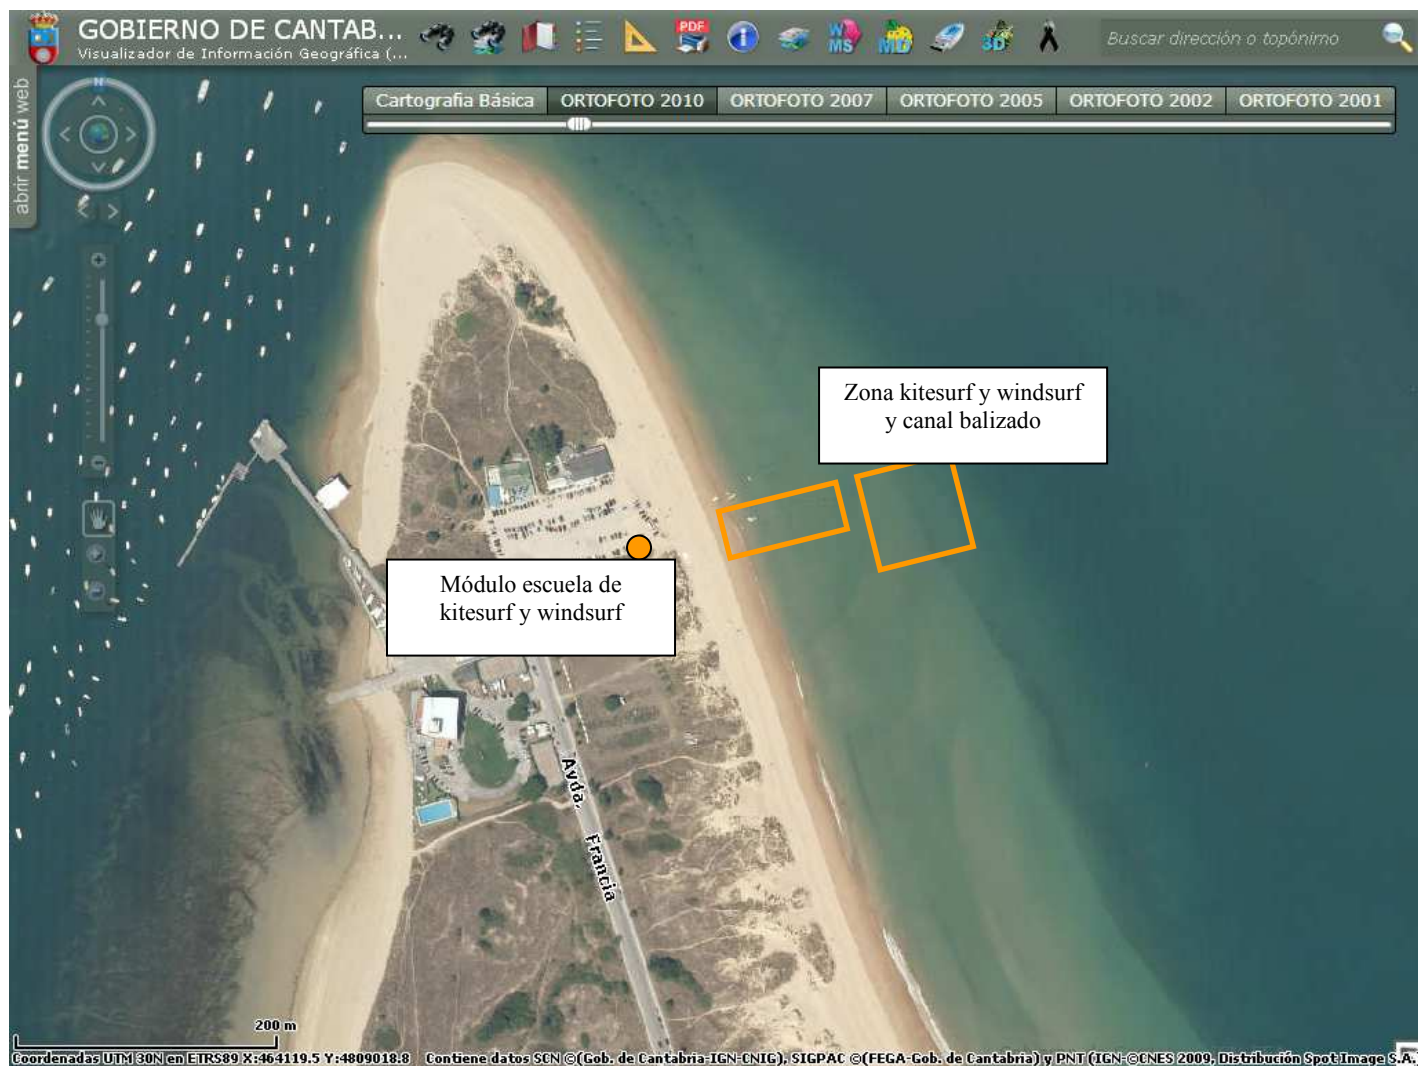 GOBIERNO DE CANTAB...
Visualizador de Información Geográfica (...
PDF
WMS
MD
3D
Buscar dirección o topónimo
abrir menú web
N
Cartografia Básica ORTOFOTO 2010 ORTOFOTO 2007 ORTOFOTO 2005 ORTOFOTO 2002 ORTOFOTO 2001
Zona kitesurf y windsurf
y canal balizado
Módulo escuela de
kitesurf y windsurf
Avda. Francia
200 m
Coordenadas UTM 30N en ETRS89 X:464119.5 Y:4809018.8 Contiene datos SCN ©(Gob. de Cantabria-IGN-CNIG), SIGPAC ©(FEGA-Gob. de Cantabria) y PNT (IGN-©CNES 2009, Distribución Spot Image S.A.